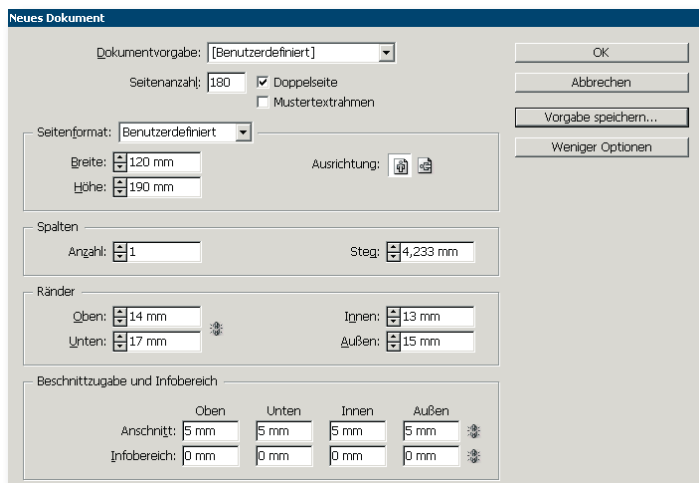 Neues Dokument
Dokumentvorgabe: [Benutzerdefiniert]
OK
Seitenanzahl: 180 Doppelseite
Abbrechen
Mustertextrahmen
Vorgabe speichern...
Seitenformat: Benutzerdefiniert
Weniger Optionen
Breite: 120 mm Ausrichtung:
Höhe: 190 mm
Spalten
Anzahl: 1 Steg: 4,233 mm
Ränder
Oben: 14 mm Innen: 13 mm
Unten: 17 mm Außen: 15 mm
Beschnittzugabe und Infobereich
Oben Unten Innen Außen
Anschnitt: 5 mm 5 mm 5 mm 5 mm
Infobereich: 0 mm 0 mm 0 mm 0 mm